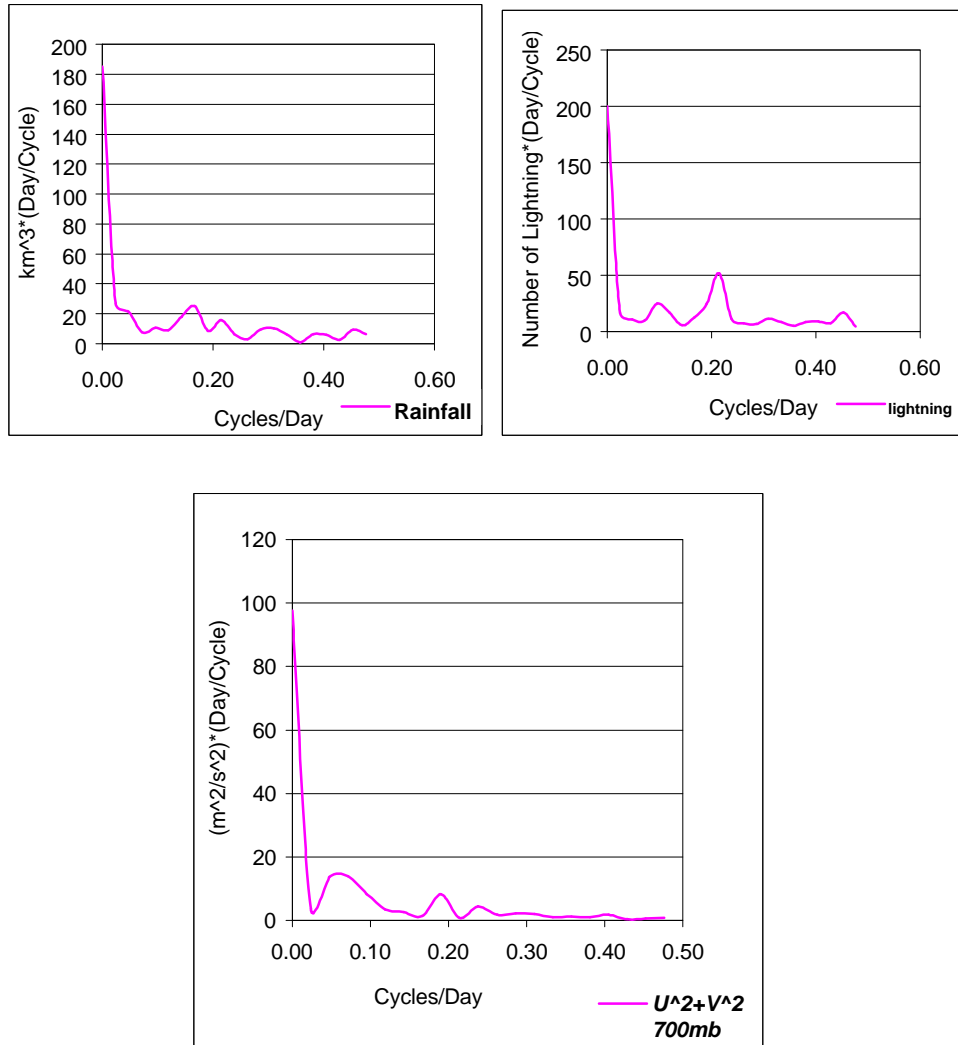 km^3*(Day/Cycle)
200
180
160
140
120
100
80
60
40
20
0
0.00 0.20 0.40 0.60
Cycles/Day
Rainfall
Number of Lightning*(Day/Cycle)
250
200
150
100
50
0
0.00 0.20 0.40 0.60
Cycles/Day
lightning
(m^2/s^2)*(Day/Cycle)
120
100
80
60
40
20
0
0.00 0.10 0.20 0.30 0.40 0.50
Cycles/Day
U^2+V^2
700mb